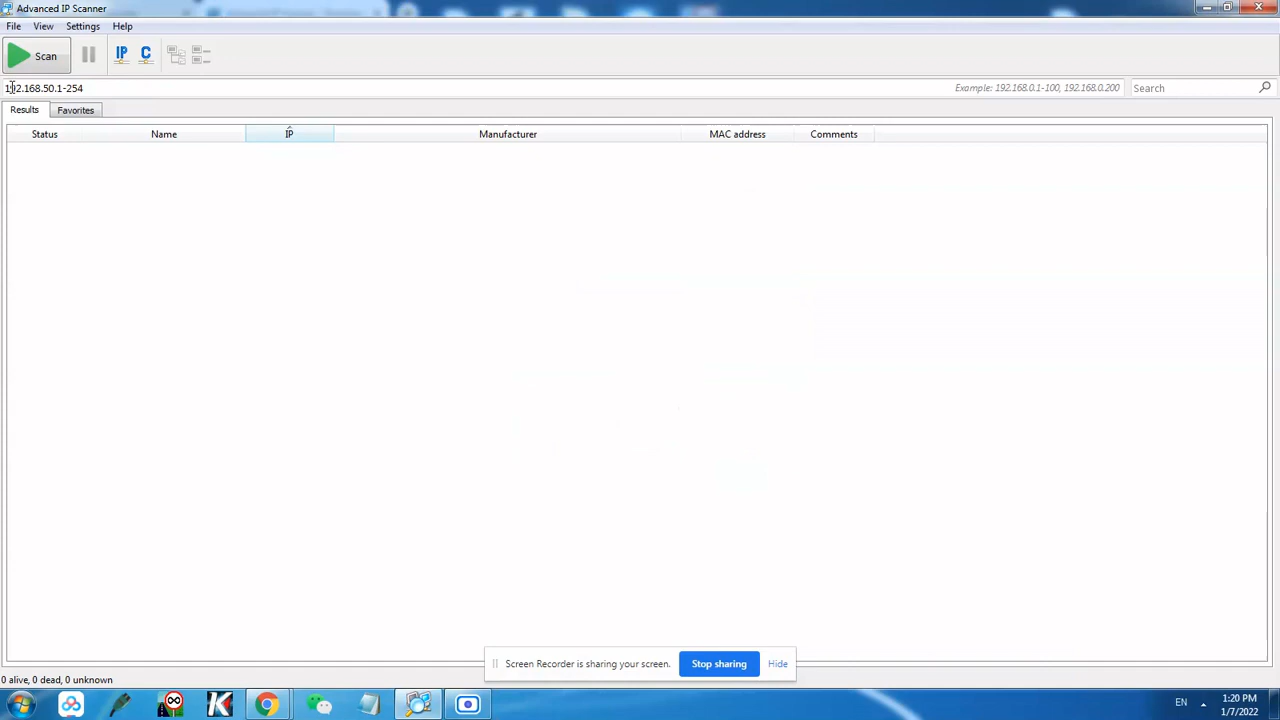 Advanced IP Scanner
File View Settings Help
Scan IP C
192.168.50.1-254 Example: 192.168.0.1-100, 192.168.0.200 Search
Results Favorites
Status Name IP Manufacturer MAC address Comments
Screen Recorder is sharing your screen. Stop sharing Hide
0 alive, 0 dead, 0 unknown
EN 1:20 PM
1/7/2022